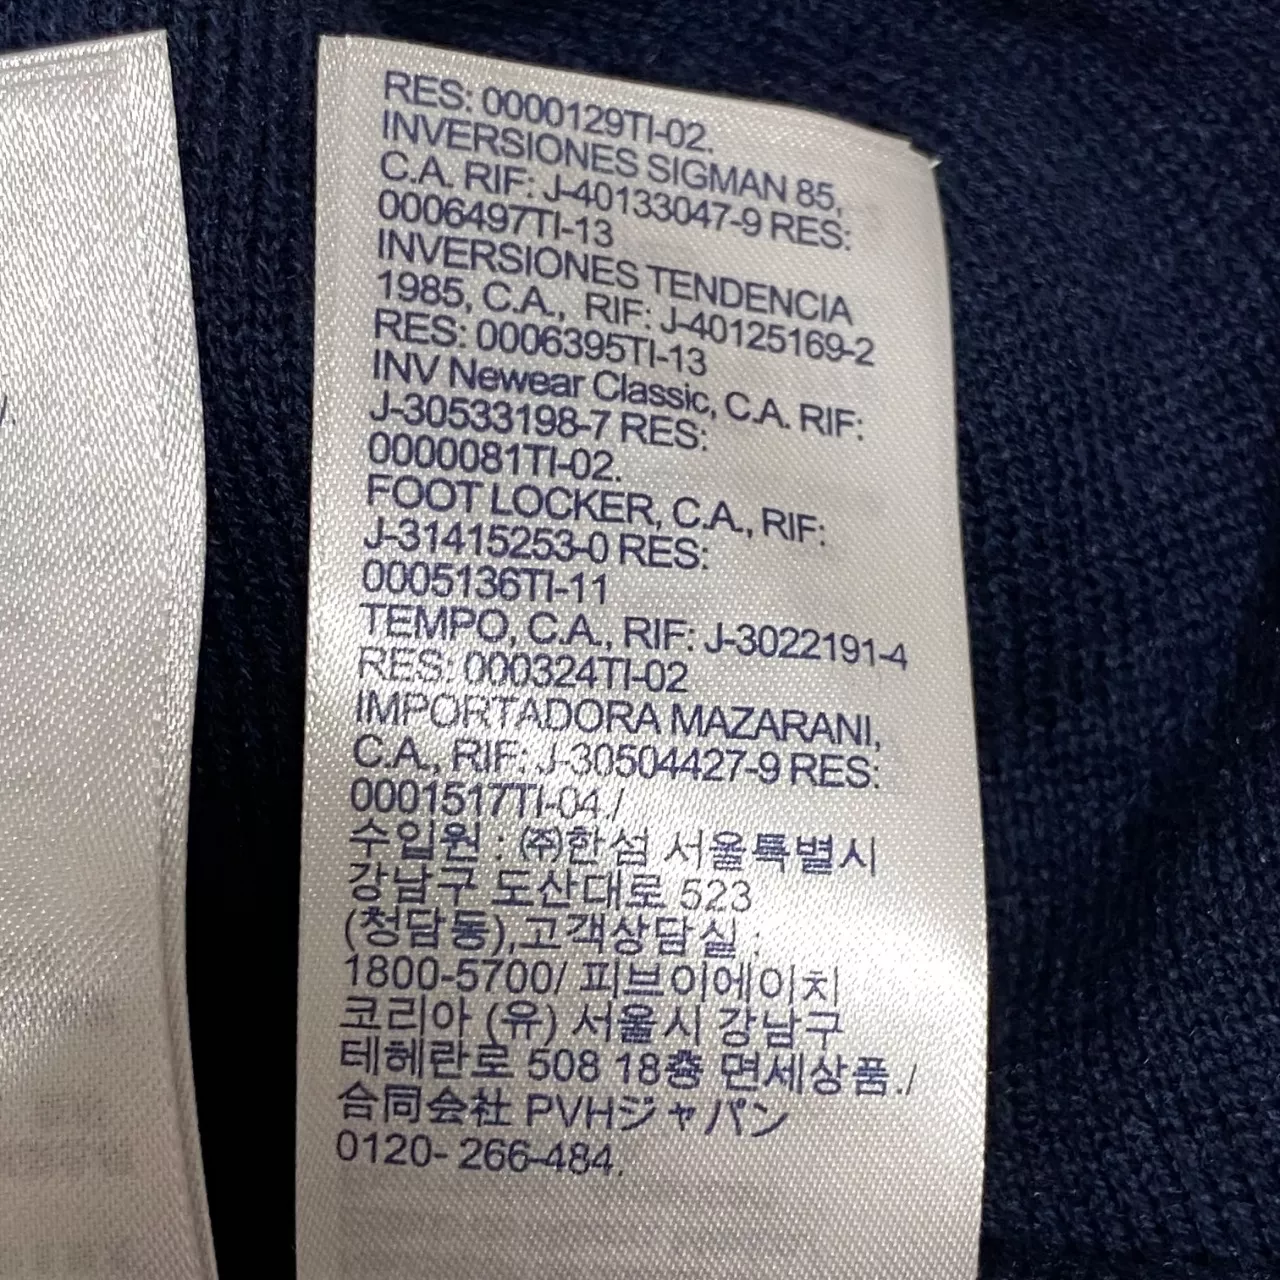 RES: 0000129TI-02.
INVERSIONES SIGMAN 85,
C.A. RIF: J-40133047-9 RES:
0006497TI-13
INVERSIONES TENDENCIA
1985, C.A., RIF: J-40125169-2
RES: 0006395TI-13
INV Newear Classic, C.A. RIF:
J-30533198-7 RES:
0000081TI-02.
FOOT LOCKER, C.A., RIF:
J-31415253-0 RES:
0005136TI-11
TEMPO, C.A., RIF: J-3022191-4
RES: 000324TI-02
IMPORTADORA MAZARANI,
C.A., RIF: J-30504427-9 RES:
0001517TI-04./
수입원 : ㈜한섬 서울특별시
강남구 도산대로 523
(청담동),고객상담실 :
1800-5700/ 피브이에이치
코리아 (유) 서울시 강남구
테헤란로 508 18층 면세상품./
合同会社 PVHジャパン
0120- 266-484.